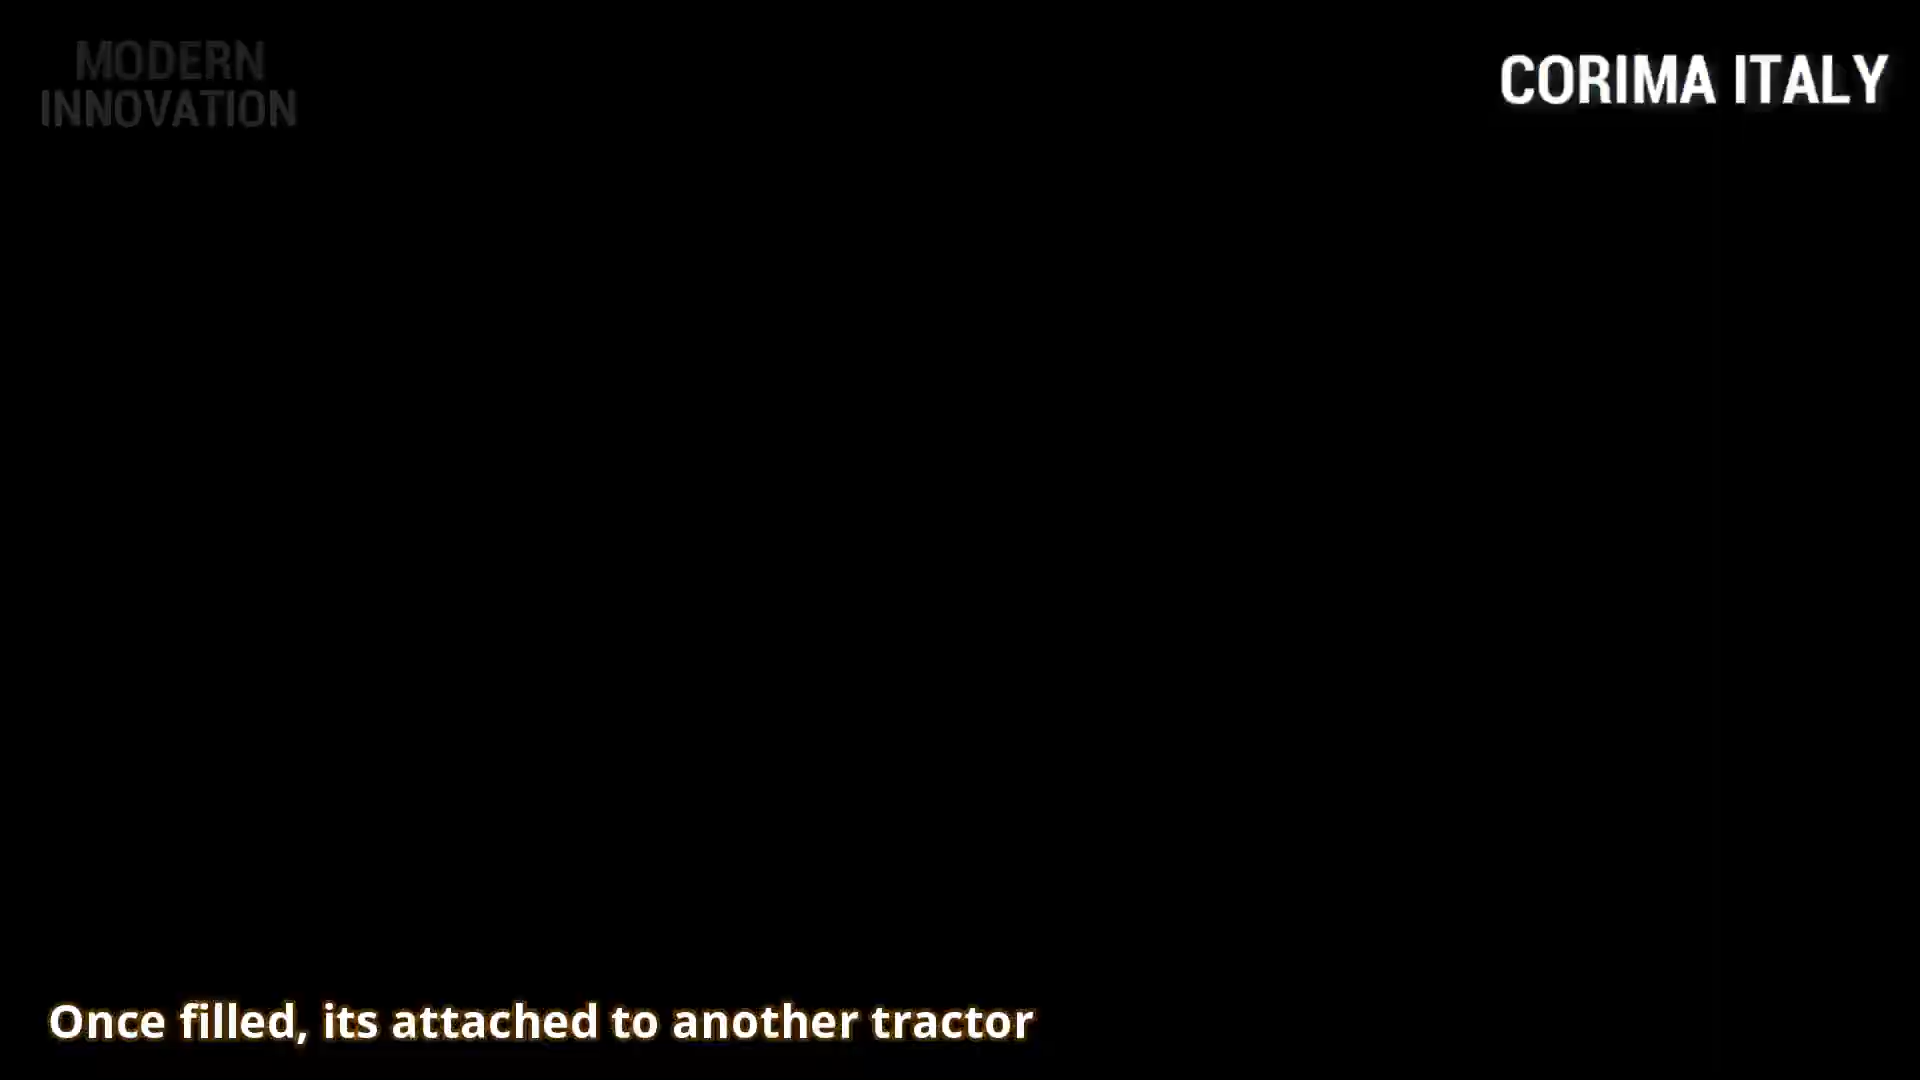 MODERN
INNOVATION
CORIMA ITALY
Once filled, its attached to another tractor